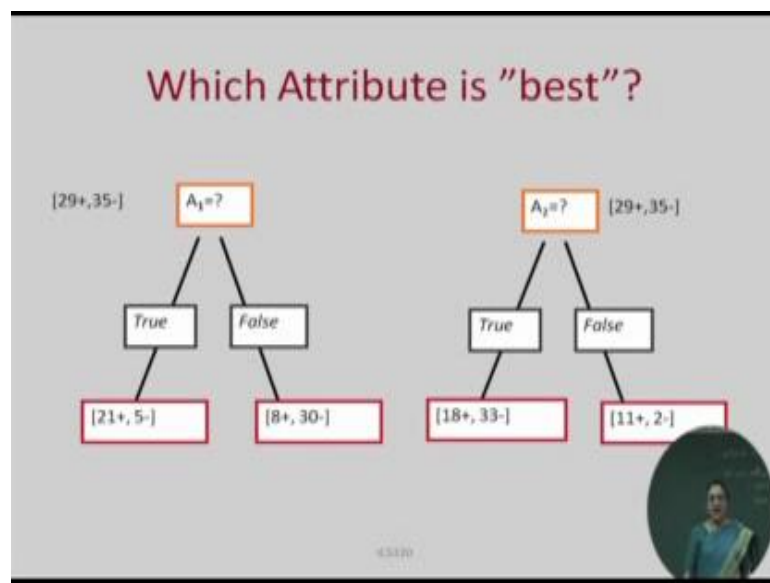 Which Attribute is ”best”?
[29+,35-]
A₁=?
A₂=?
[29+,35-]
True
False
True
False
[21+, 5-]
[8+, 30-]
[18+, 33-]
[11+, 2-]